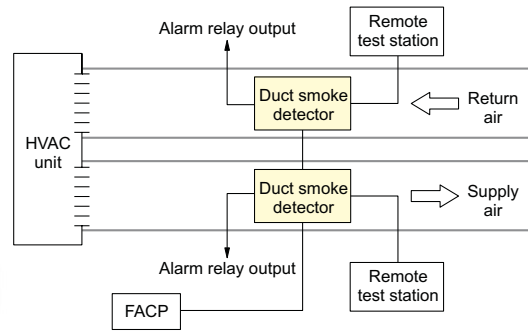 Alarm relay output
Remote
test station
Duct smoke
detector
Return
air
HVAC
unit
Duct smoke
detector
Supply
air
Alarm relay output
Remote
test station
FACP